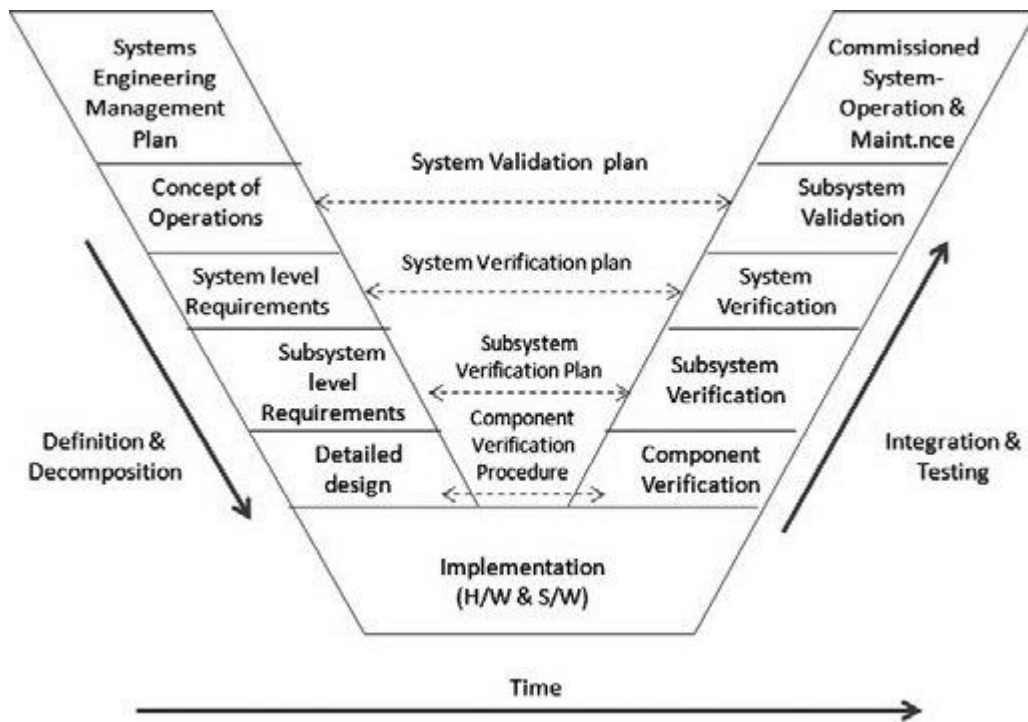 Systems
Engineering
Management
Plan
Commissioned
System-
Operation &
Maint.nce
System Validation plan
Concept of
Operations
Subsystem
Validation
System Verification plan
System level
Requirements
System
Verification
Subsystem
Verification Plan
Subsystem
level
Requirements
Subsystem
Verification
Component
Verification
Procedure
Definition &
Decomposition
Detailed
design
Component
Verification
Integration &
Testing
Implementation
(H/W & S/W)
Time